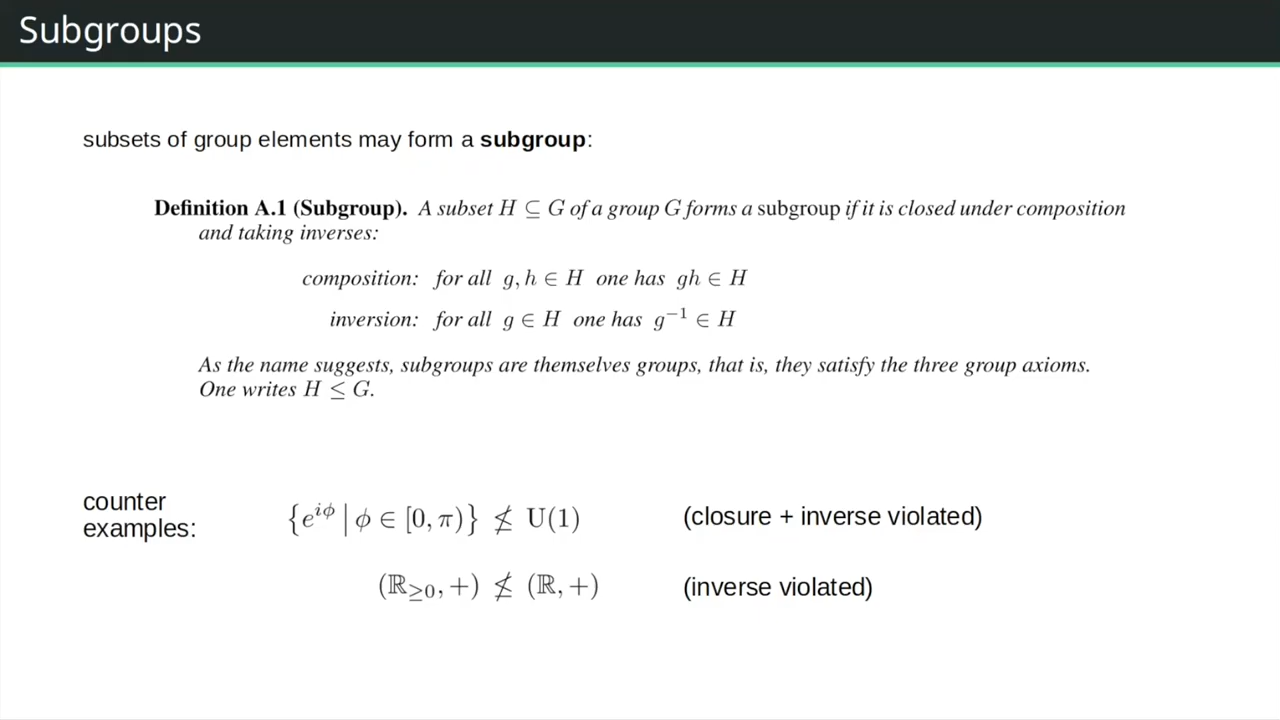 Subgroups
subsets of group elements may form a subgroup:
Definition A.1 (Subgroup). A subset H ⊆ G of a group G forms a subgroup if it is closed under composition
and taking inverses:
composition: for all g, h ∈ H one has gh ∈ H
inversion: for all g ∈ H one has g⁻¹ ∈ H
As the name suggests, subgroups are themselves groups, that is, they satisfy the three group axioms.
One writes H ≤ G.
counter
examples:
{e^{iϕ} | ϕ ∈ [0, π)} ≰ U(1) (closure + inverse violated)
(ℝ≥0, +) ≰ (ℝ, +) (inverse violated)